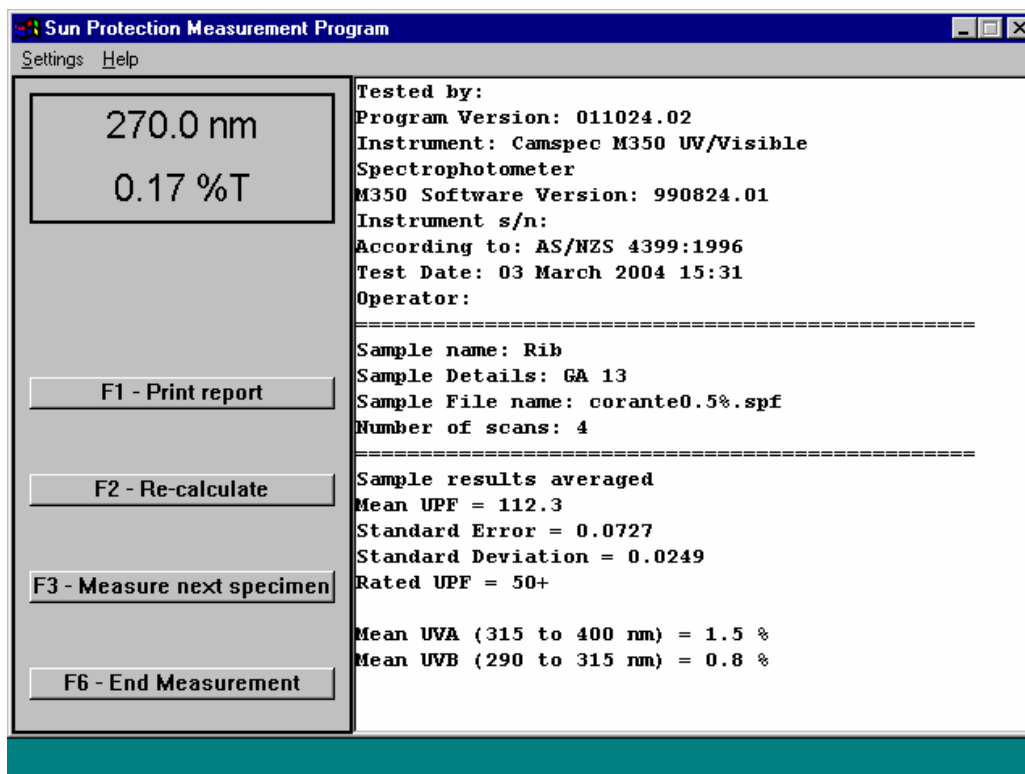 Sun Protection Measurement Program
Settings Help
270.0 nm
0.17 %T
F1 - Print report
F2 - Re-calculate
F3 - Measure next specimen
F6 - End Measurement
Tested by:
Program Version: 011024.02
Instrument: Camspec M350 UV/Visible
Spectrophotometer
M350 Software Version: 990824.01
Instrument s/n:
According to: AS/NZS 4399:1996
Test Date: 03 March 2004 15:31
Operator:
================================================
Sample name: Rib
Sample Details: GA 13
Sample File name: corante0.5%.spf
Number of scans: 4
================================================
Sample results averaged
Mean UPF = 112.3
Standard Error = 0.0727
Standard Deviation = 0.0249
Rated UPF = 50+
Mean UVA (315 to 400 nm) = 1.5 %
Mean UVB (290 to 315 nm) = 0.8 %